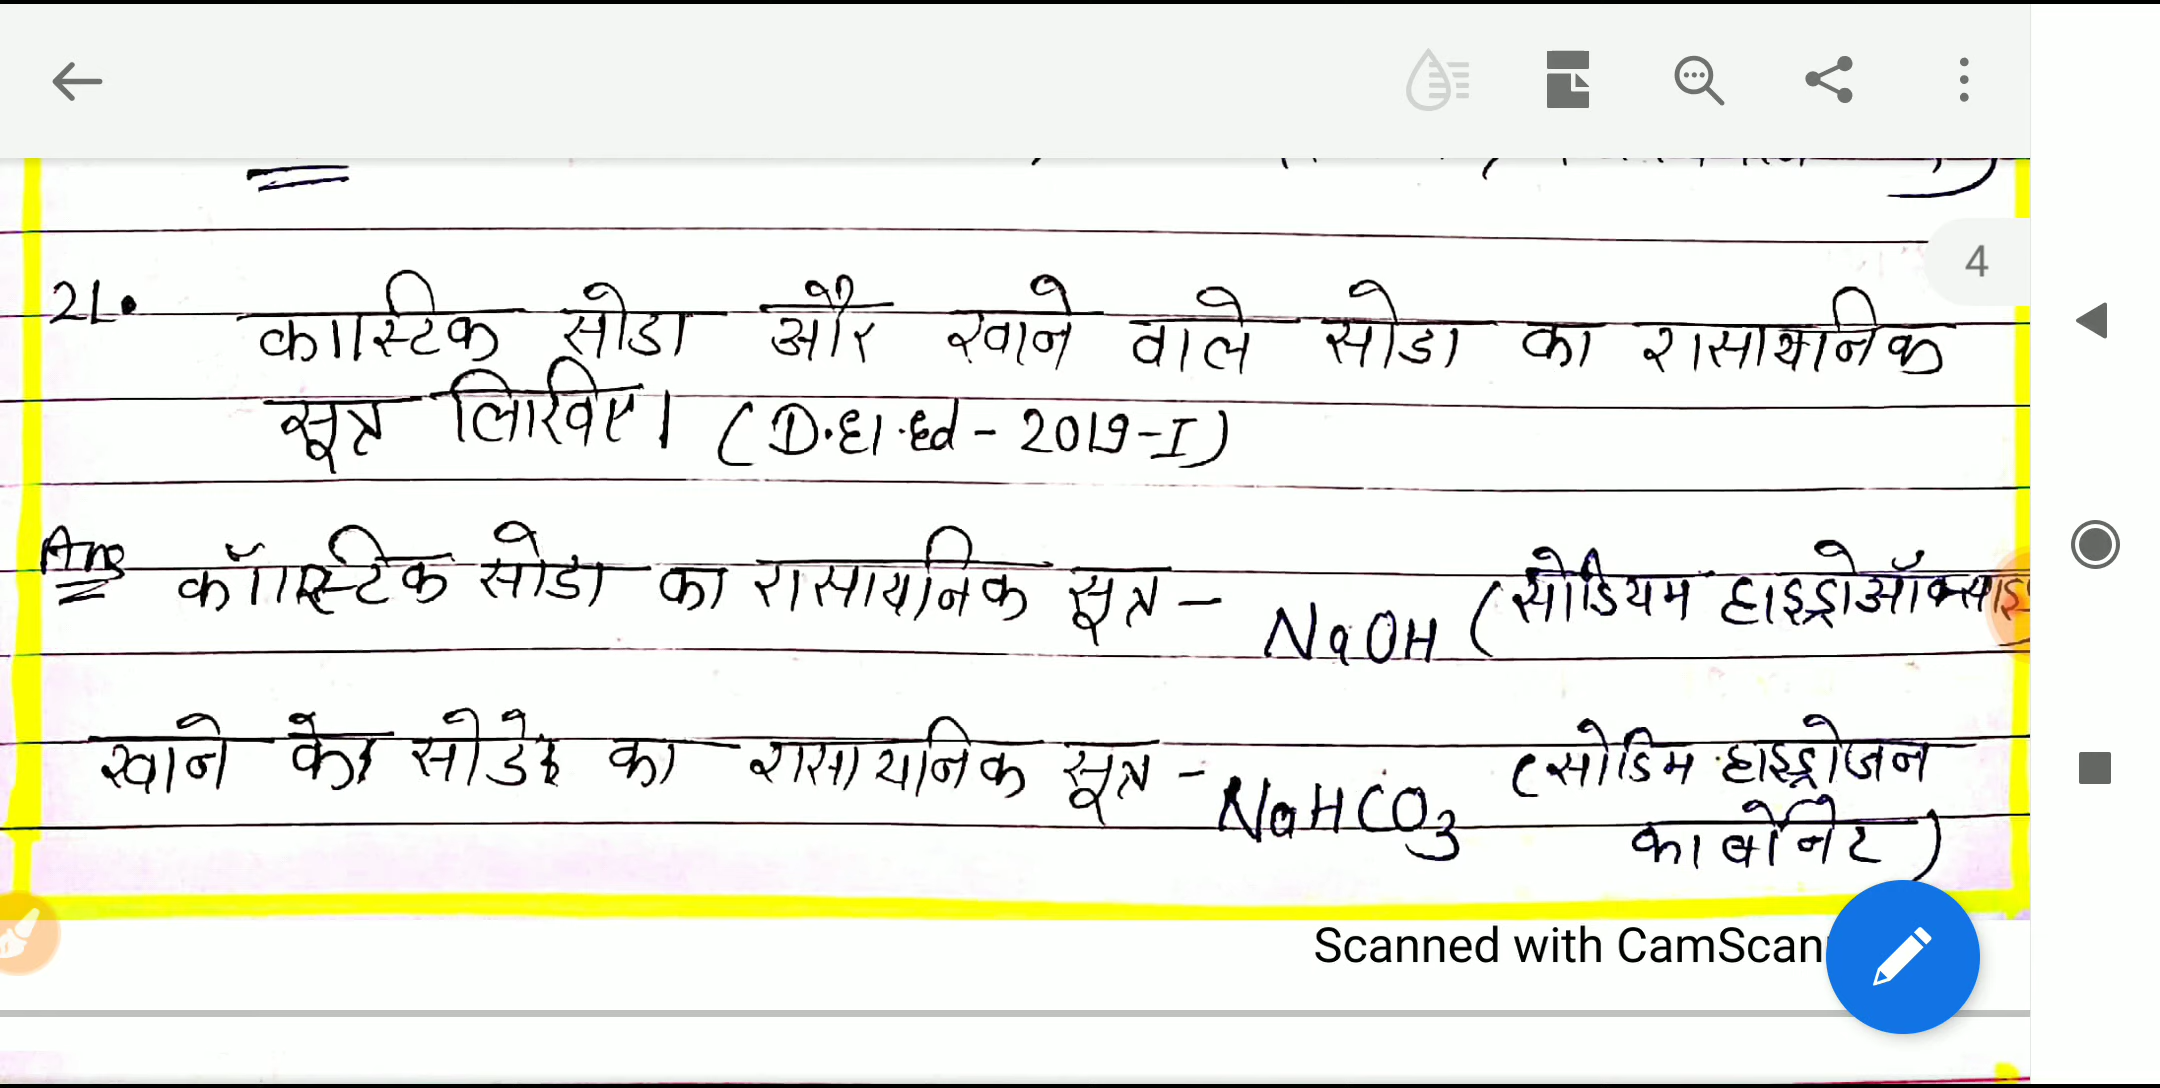 4
21. कास्टिक सोडा और खाने वाले सोडा का रासायनिक
सूत्र लिखिए। (D.El.Ed - 2019-I)
Ans कॉास्टिक सोडा का रासायनिक सूत्र - NaOH (सोडियम हाइड्रोऑक्साइ
खाने के सोडे का रासायनिक सूत्र - NaHCO3 (सोडिम हाइड्रोजन
कार्बोनेट)
Scanned with CamScan